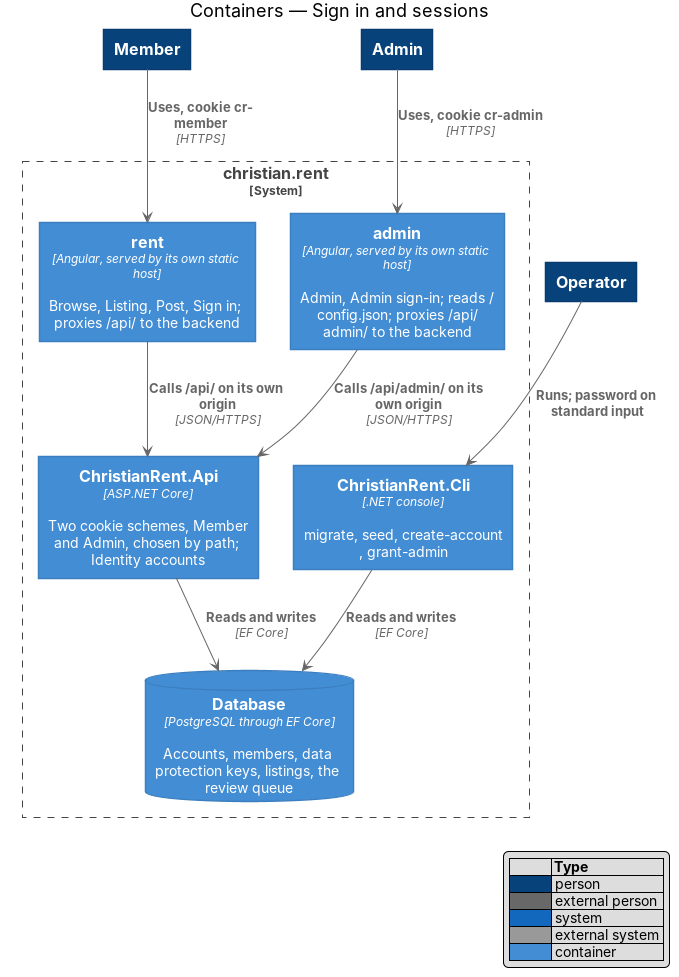 Containers — Sign in and sessions
Member
Admin
Uses, cookie cr-
member
[HTTPS]
Uses, cookie cr-admin
[HTTPS]
christian.rent
[System]
rent
[Angular, served by its own static
host]
Browse, Listing, Post, Sign in;
proxies /api/ to the backend
admin
[Angular, served by its own static
host]
Admin, Admin sign-in; reads /
config.json; proxies /api/
admin/ to the backend
Operator
Calls /api/ on its own
origin
[JSON/HTTPS]
Calls /api/admin/ on its
own origin
[JSON/HTTPS]
Runs; password on
standard input
ChristianRent.Api
[ASP.NET Core]
Two cookie schemes, Member
and Admin, chosen by path;
Identity accounts
ChristianRent.Cli
[.NET console]
migrate, seed, create-account
, grant-admin
Reads and writes
[EF Core]
Reads and writes
[EF Core]
Database
[PostgreSQL through EF Core]
Accounts, members, data
protection keys, listings, the
review queue
Type
person
external person
system
external system
container